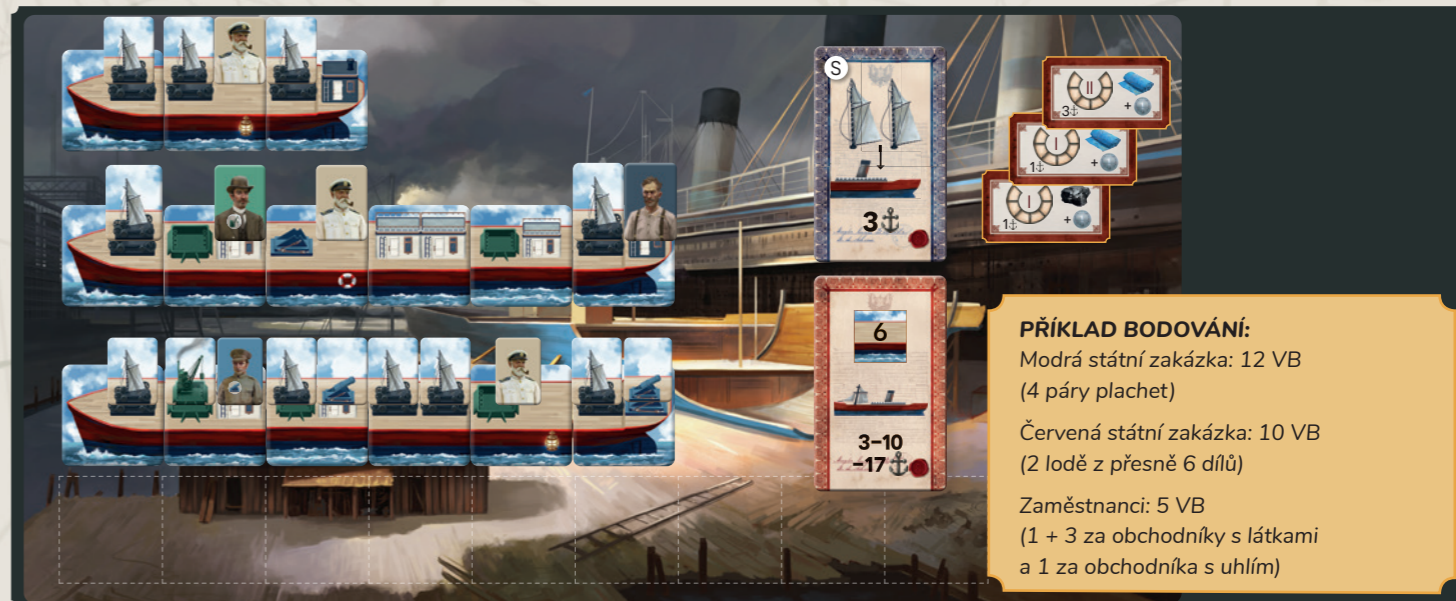 S
3
6
3–10
–17
II
3
+
I
1
+
I
1
+
PŘÍKLAD BODOVÁNÍ:
Modrá státní zakázka: 12 VB
(4 páry plachet)
Červená státní zakázka: 10 VB
(2 lodě z přesně 6 dílů)
Zaměstnanci: 5 VB
(1 + 3 za obchodníky s látkami
a 1 za obchodníka s uhlím)